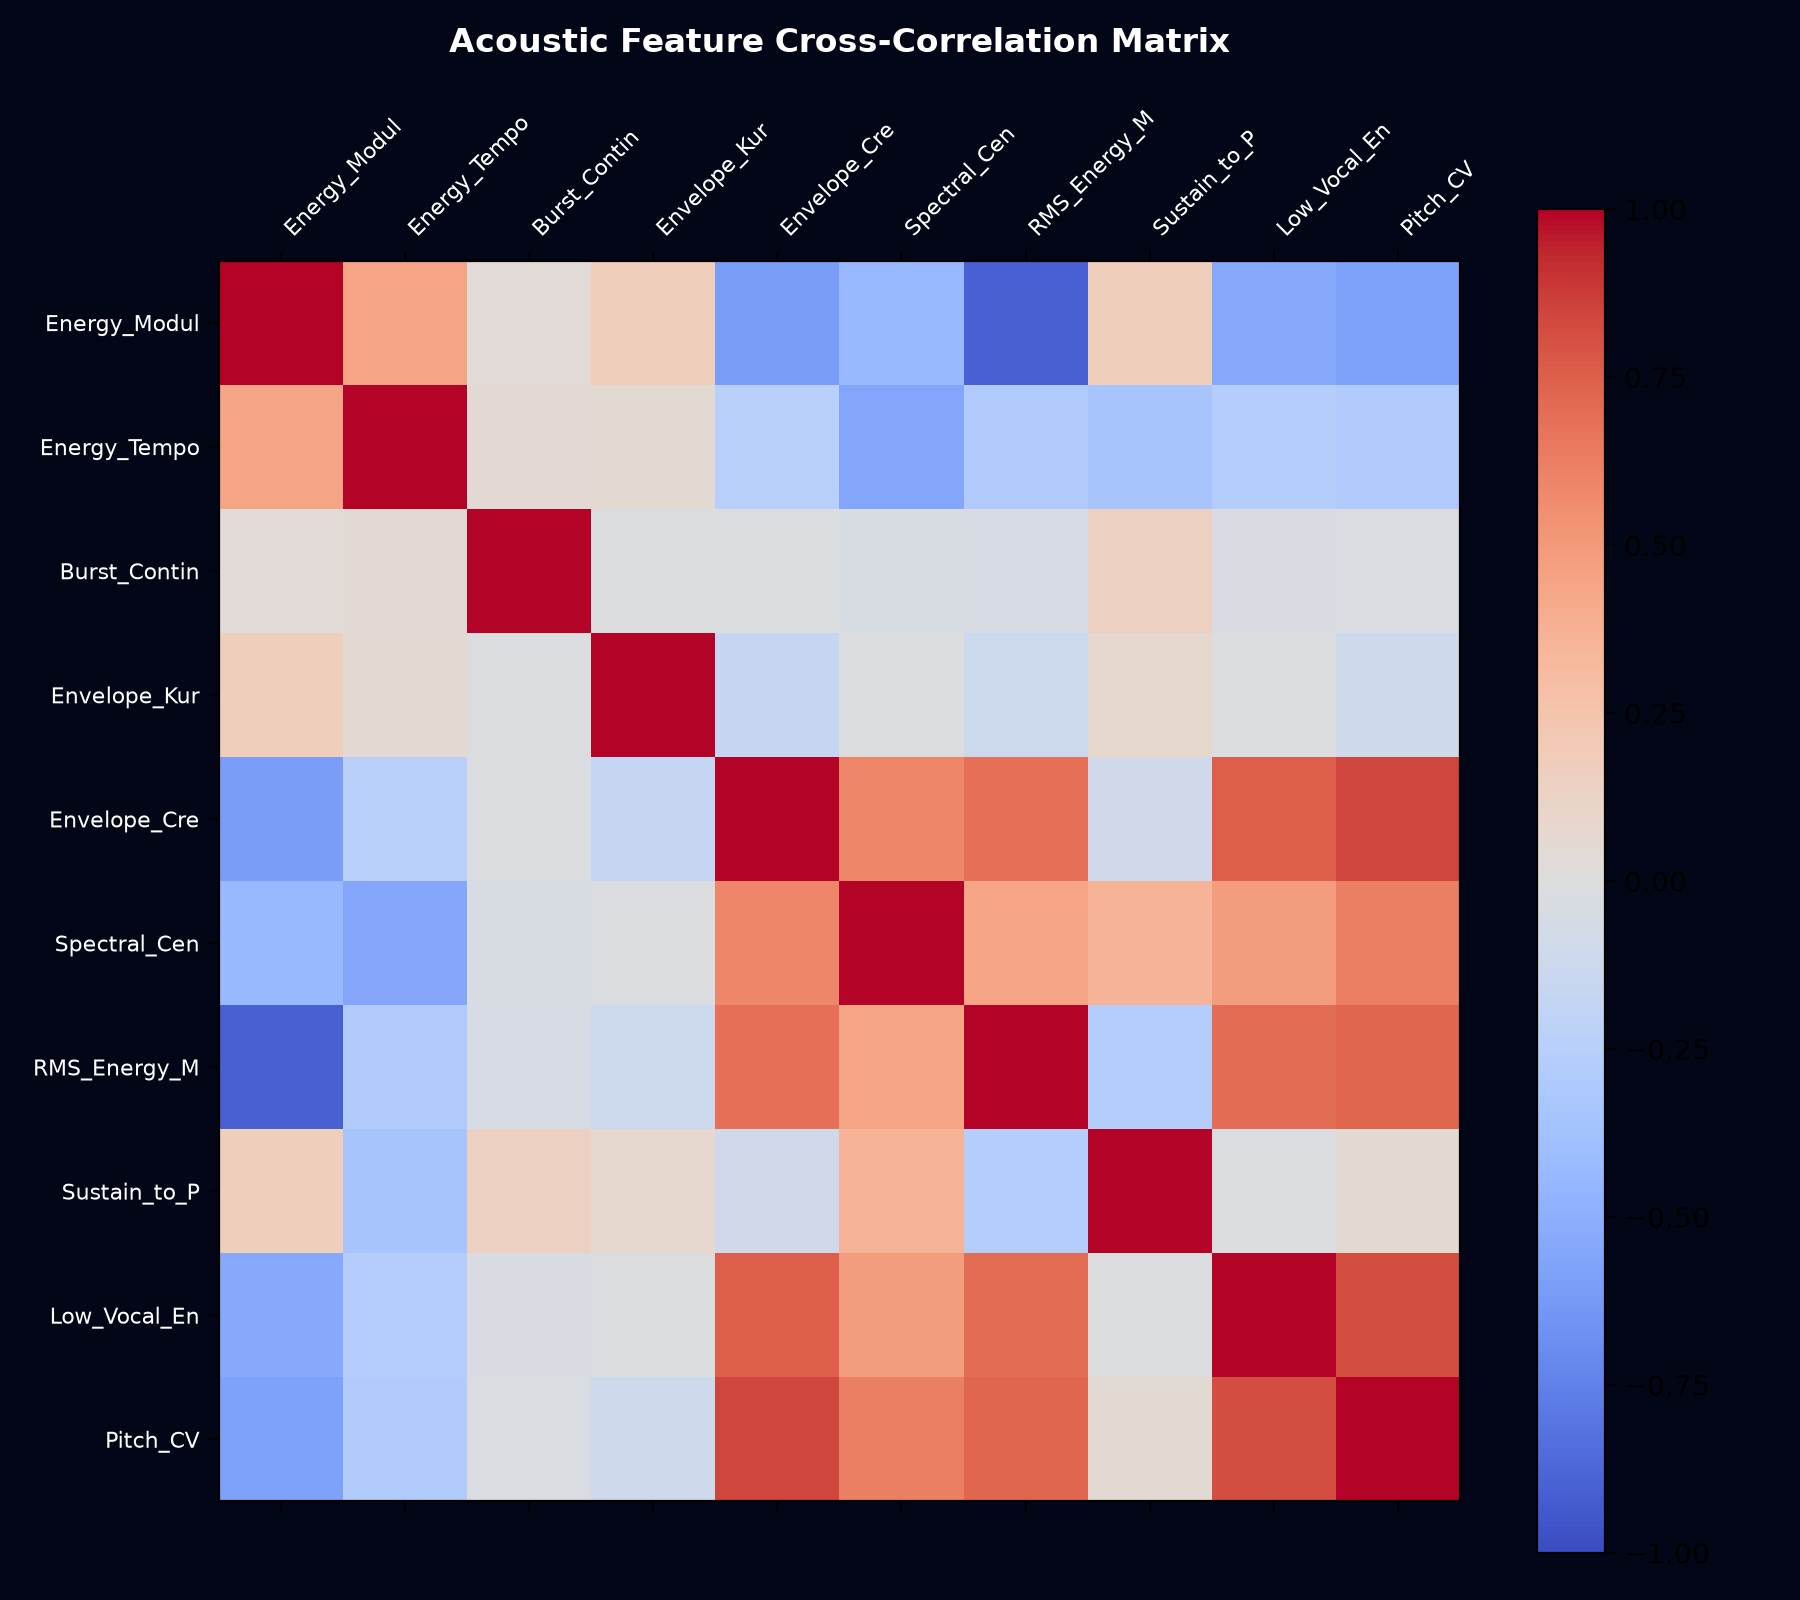 Acoustic Feature Cross-Correlation Matrix
Energy_Modul
Energy_Tempo
Burst_Contin
Envelope_Kur
Envelope_Cre
Spectral_Cen
RMS_Energy_M
Sustain_to_P
Low_Vocal_En
Pitch_CV
Energy_Modul
Energy_Tempo
Burst_Contin
Envelope_Kur
Envelope_Cre
Spectral_Cen
RMS_Energy_M
Sustain_to_P
Low_Vocal_En
Pitch_CV
1.00
0.75
0.50
0.25
0.00
−0.25
−0.50
−0.75
−1.00